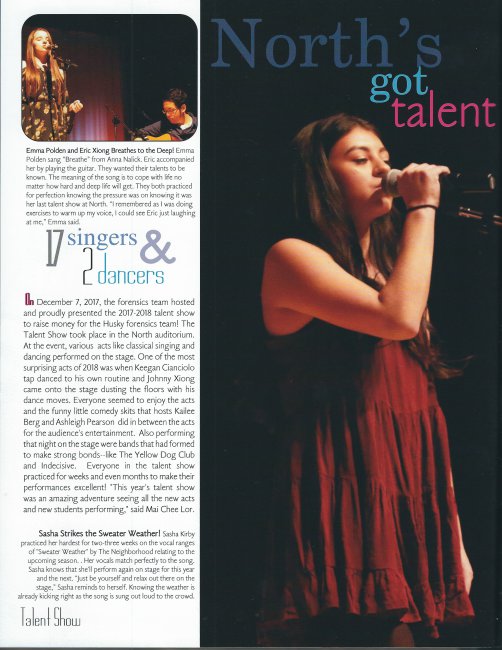 North's
got
talent
Emma Polden and Eric Xiong Breathes to the Deep! Emma
Polden sang "Breathe" from Anna Nalick. Eric accompanied
her by playing the guitar. They wanted their talents to be
known. The meaning of the song is to cope with life no
matter how hard and deep life will get. They both practiced
for perfection knowing the pressure was on knowing it was
her last talent show at North. "I remembered as I was doing
exercises to warm up my voice, I could see Eric just laughing
at me," Emma said.
17 singers &
2 dancers
On December 7, 2017, the forensics team hosted
and proudly presented the 2017-2018 talent show
to raise money for the Husky forensics team! The
Talent Show took place in the North auditorium.
At the event, various acts like classical singing and
dancing performed on the stage. One of the most
surprising acts of 2018 was when Keegan Cianciolo
tap danced to his own routine and Johnny Xiong
came onto the stage dusting the floors with his
dance moves. Everyone seemed to enjoy the acts
and the funny little comedy skits that hosts Kailee
Berg and Ashleigh Pearson did in between the acts
for the audience's entertainment. Also performing
that night on the stage were bands that had formed
to make strong bonds--like The Yellow Dog Club
and Indecisive. Everyone in the talent show
practiced for weeks and even months to make their
performances excellent! "This year's talent show
was an amazing adventure seeing all the new acts
and new students performing," said Mai Chee Lor.
Sasha Strikes the Sweater Weather! Sasha Kirby
practiced her hardest for two-three weeks on the vocal ranges
of "Sweater Weather" by The Neighborhood relating to the
upcoming season. . Her vocals match perfectly to the song.
Sasha knows that she'll perform again on stage for this year
and the next. "Just be yourself and relax out there on the
stage," Sasha reminds to herself. Knowing the weather is
already kicking right as the song is sung out loud to the crowd.
Talent Show